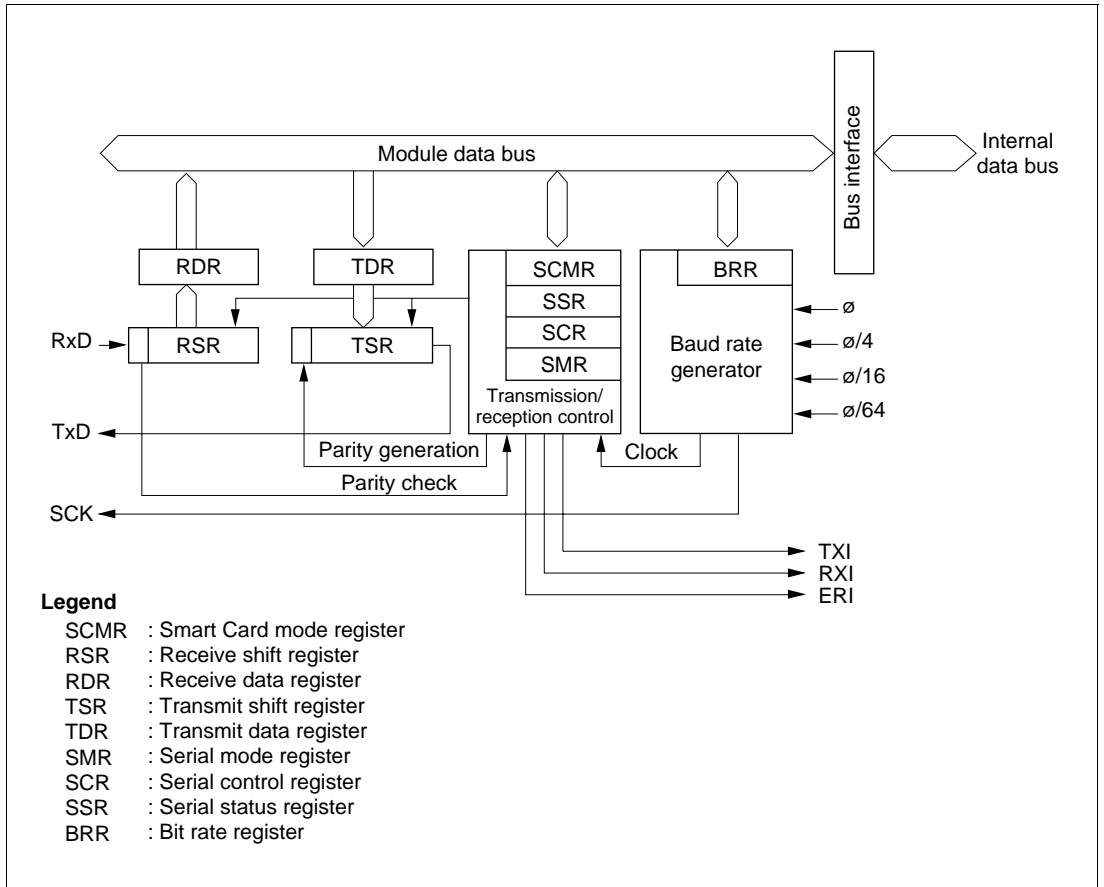 Module data bus
Bus interface
Internal
data bus
RDR
TDR
SCMR
SSR
SCR
SMR
Transmission/
reception control
BRR
Baud rate
generator
ø
ø/4
ø/16
ø/64
RxD
RSR
TSR
TxD
Parity generation
Parity check
Clock
SCK
TXI
RXI
ERI
Legend
SCMR : Smart Card mode register
RSR : Receive shift register
RDR : Receive data register
TSR : Transmit shift register
TDR : Transmit data register
SMR : Serial mode register
SCR : Serial control register
SSR : Serial status register
BRR : Bit rate register